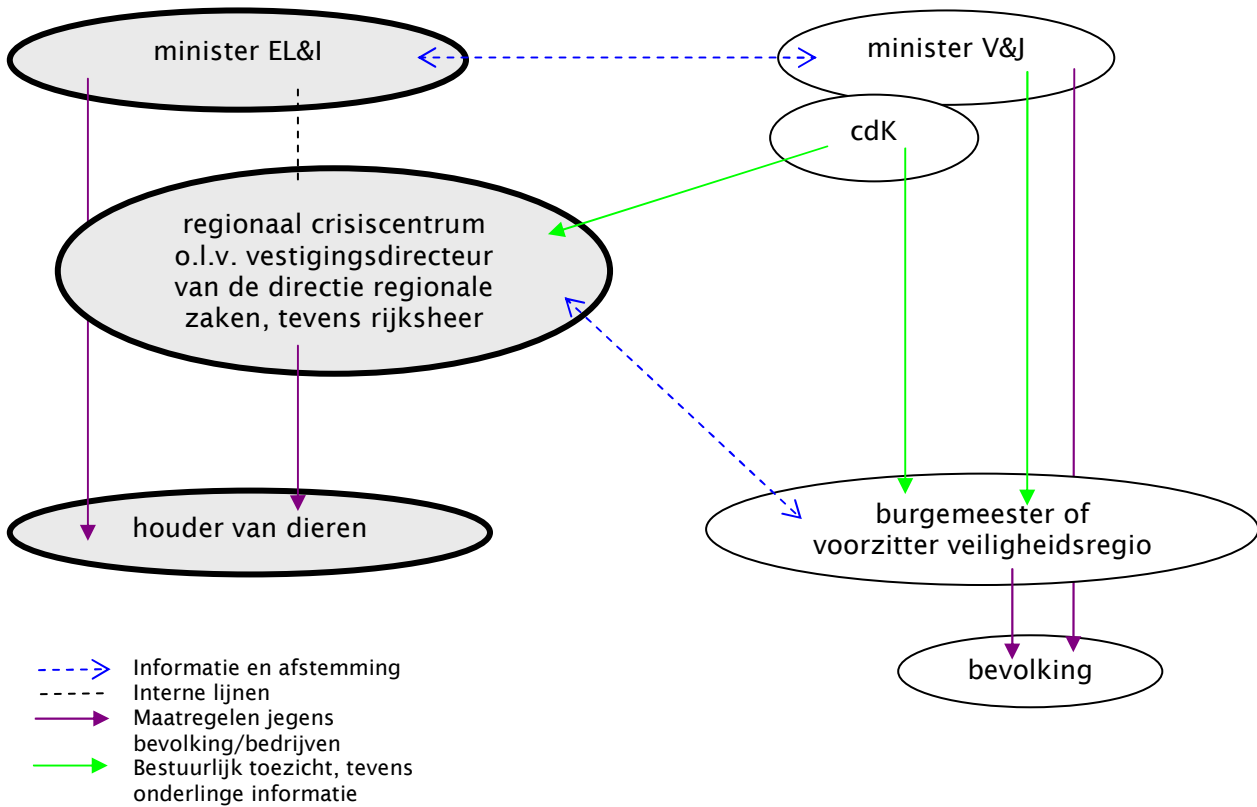 minister EL&I
minister V&J
cdK
regionaal crisiscentrum
o.l.v. vestigingsdirecteur
van de directie regionale
zaken, tevens rijksheer
houder van dieren
burgemeester of
voorzitter veiligheidsregio
bevolking
Informatie en afstemming
Interne lijnen
Maatregelen jegens
bevolking/bedrijven
Bestuurlijk toezicht, tevens
onderlinge informatie